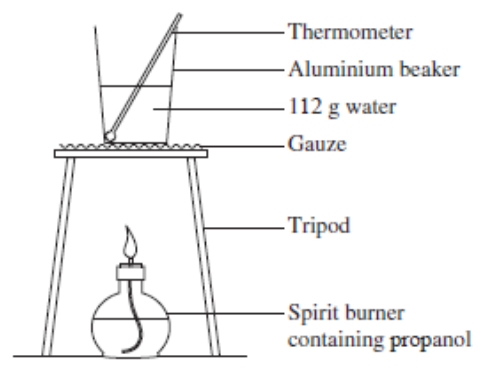 Thermometer
Aluminium beaker
112 g water
Gauze
Tripod
Spirit burner
containing propanol